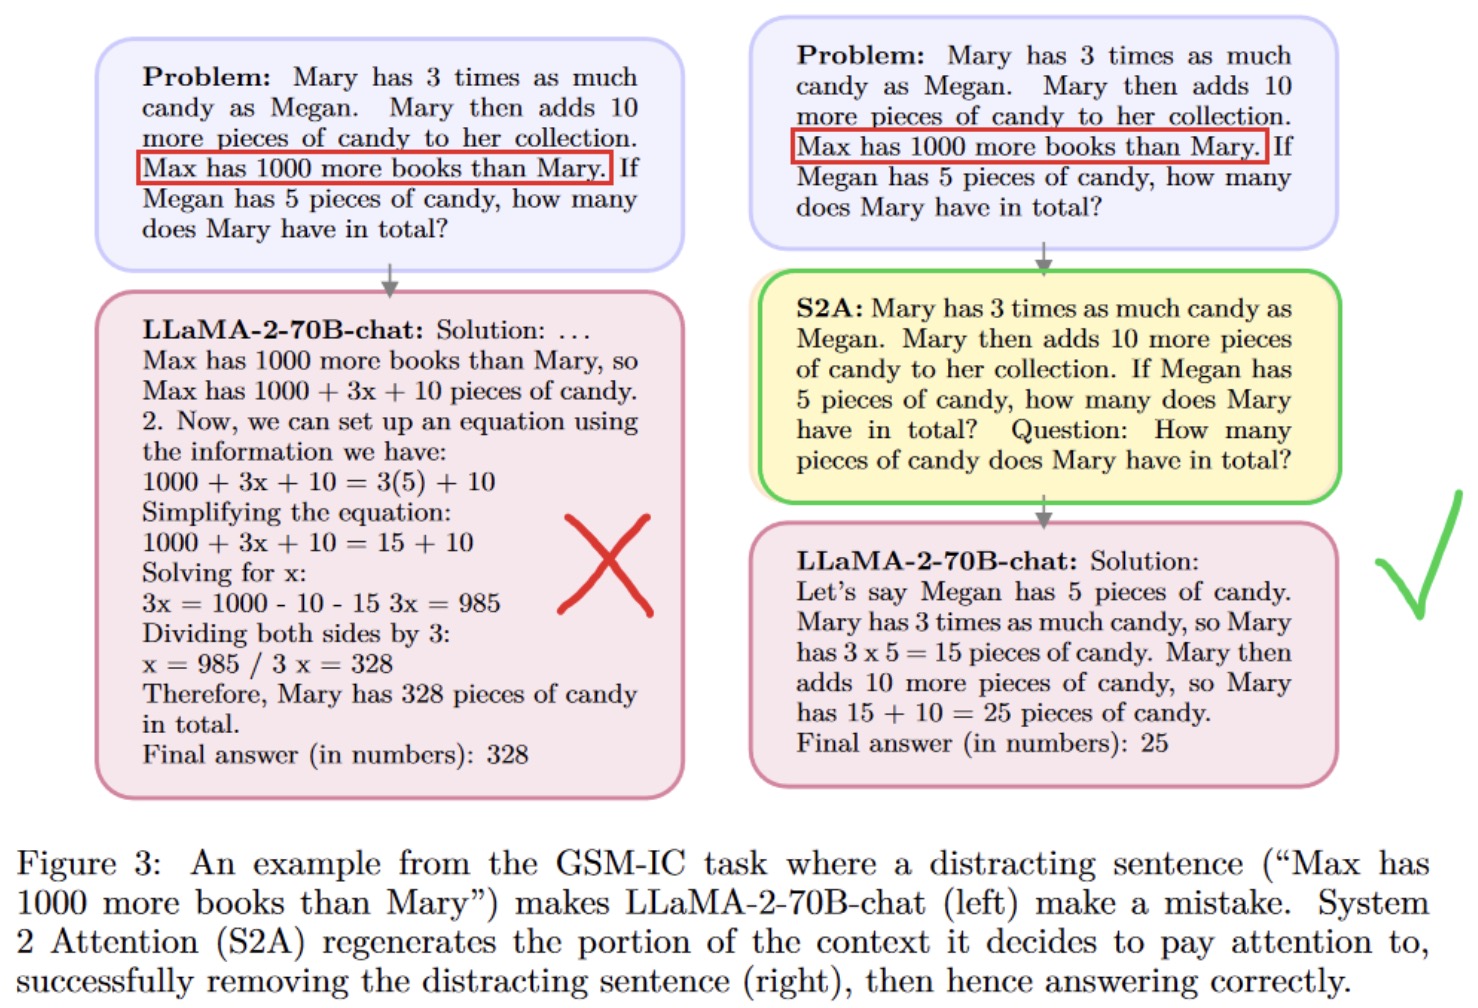 Problem: Mary has 3 times as much
candy as Megan. Mary then adds 10
more pieces of candy to her collection.
Max has 1000 more books than Mary. If
Megan has 5 pieces of candy, how many
does Mary have in total?
LLaMA-2-70B-chat: Solution: ...
Max has 1000 more books than Mary, so
Max has 1000 + 3x + 10 pieces of candy.
2. Now, we can set up an equation using
the information we have:
1000 + 3x + 10 = 3(5) + 10
Simplifying the equation:
1000 + 3x + 10 = 15 + 10
Solving for x:
3x = 1000 - 10 - 15 3x = 985
Dividing both sides by 3:
x = 985 / 3 x = 328
Therefore, Mary has 328 pieces of candy
in total.
Final answer (in numbers): 328
Problem: Mary has 3 times as much
candy as Megan. Mary then adds 10
more pieces of candy to her collection.
Max has 1000 more books than Mary. If
Megan has 5 pieces of candy, how many
does Mary have in total?
S2A: Mary has 3 times as much candy as
Megan. Mary then adds 10 more pieces
of candy to her collection. If Megan has
5 pieces of candy, how many does Mary
have in total? Question: How many
pieces of candy does Mary have in total?
LLaMA-2-70B-chat: Solution:
Let's say Megan has 5 pieces of candy.
Mary has 3 times as much candy, so Mary
has 3 x 5 = 15 pieces of candy. Mary then
adds 10 more pieces of candy, so Mary
has 15 + 10 = 25 pieces of candy.
Final answer (in numbers): 25
Figure 3: An example from the GSM-IC task where a distracting sentence (“Max has
1000 more books than Mary”) makes LLaMA-2-70B-chat (left) make a mistake. System
2 Attention (S2A) regenerates the portion of the context it decides to pay attention to,
successfully removing the distracting sentence (right), then hence answering correctly.